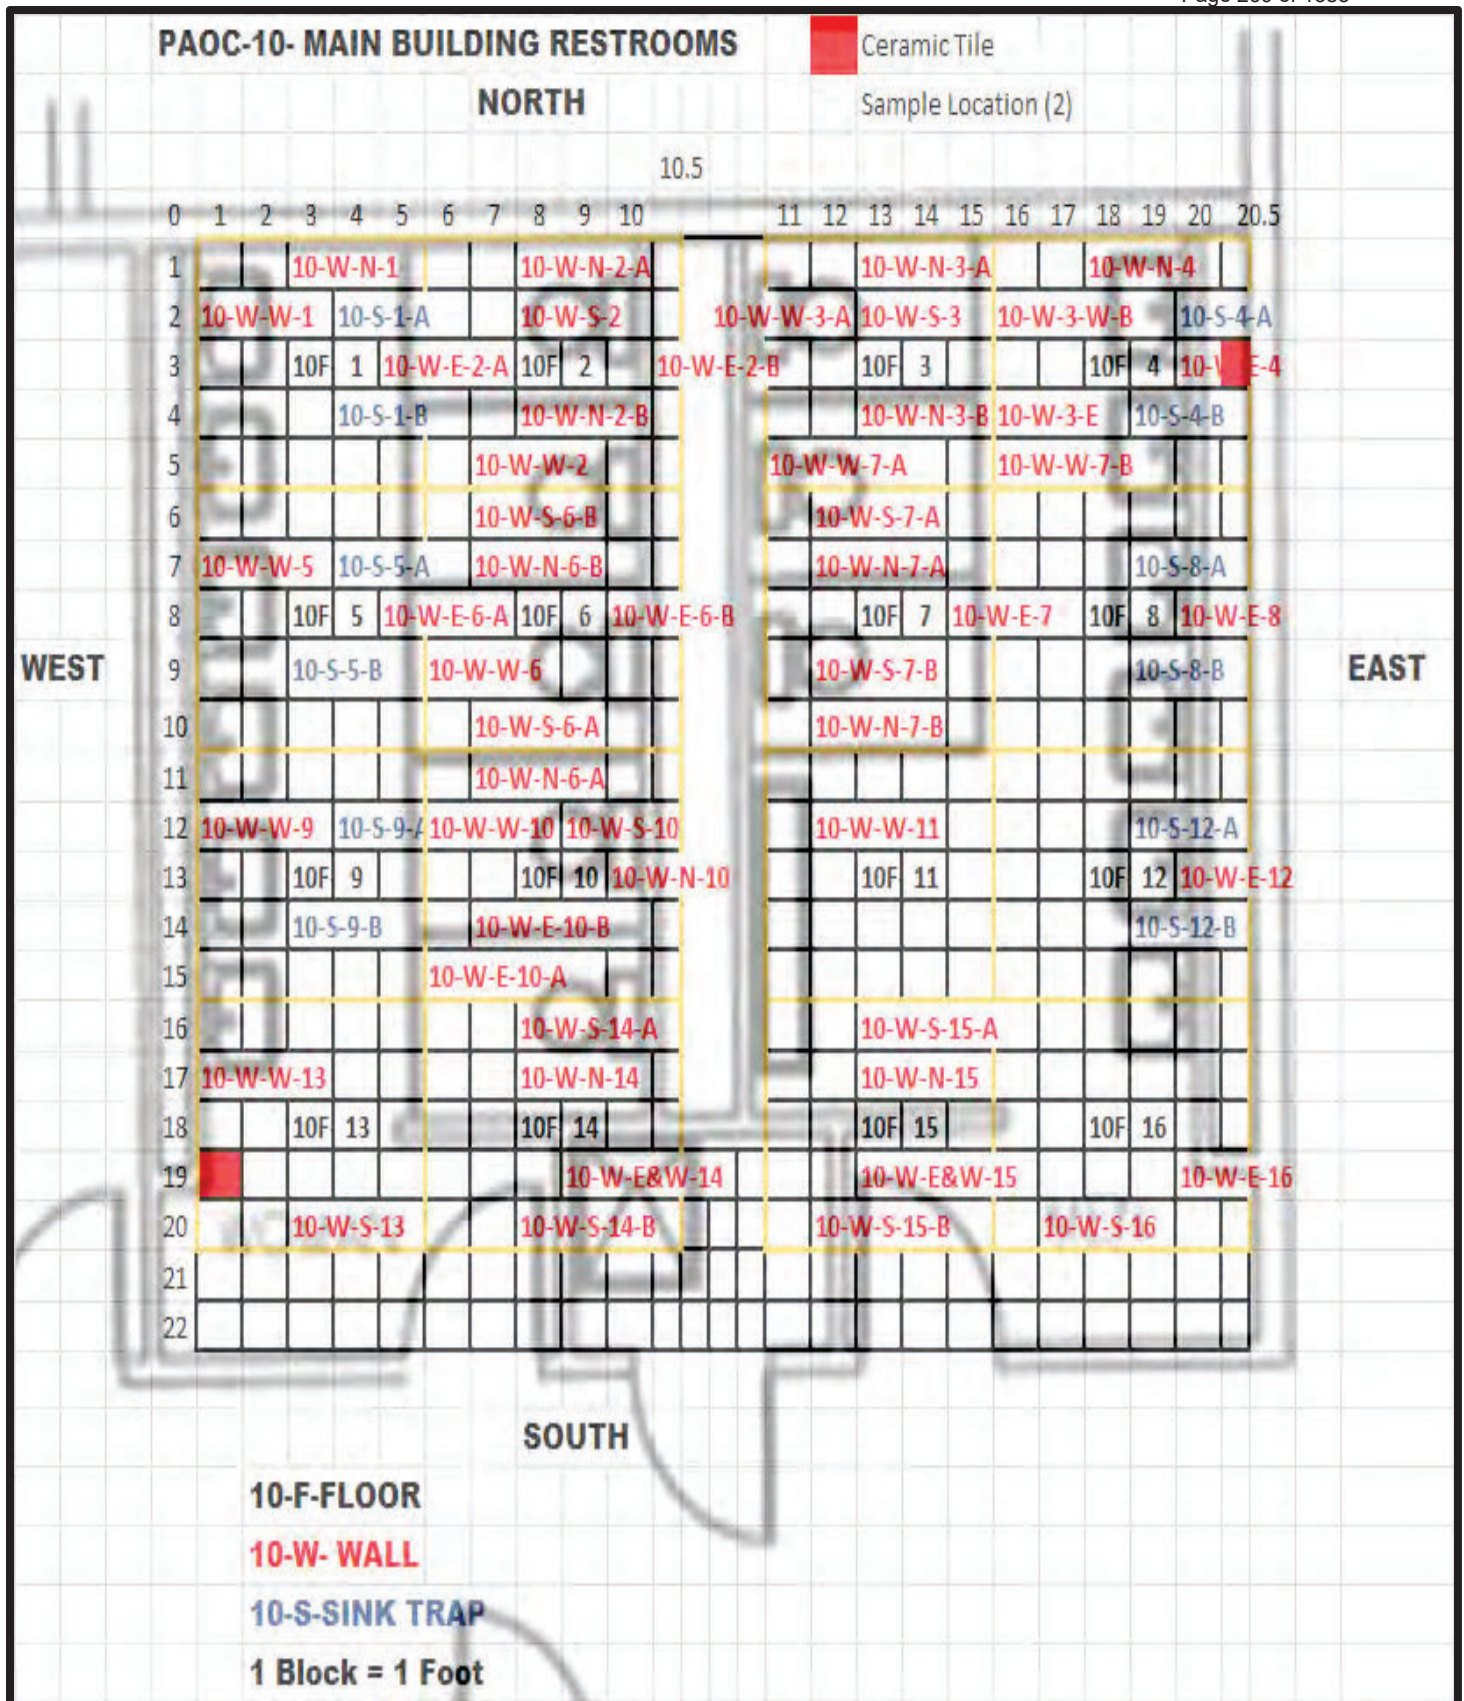 PAOC-10- MAIN BUILDING RESTROOMS
Ceramic Tile
NORTH
Sample Location (2)
10.5
0 1 2 3 4 5 6 7 8 9 10 11 12 13 14 15 16 17 18 19 20 20.5
1 10-W-N-1 10-W-N-2-A 10-W-N-3-A 10-W-N-4
2 10-W-W-1 10-S-1-A 10-W-S-2 10-W-W-3-A 10-W-S-3 10-W-3-W-B 10-S-4-A
3 10F 1 10-W-E-2-A 10F 2 10-W-E-2-B 10F 3 10F 4 10-W-E-4
4 10-S-1-B 10-W-N-2-B 10-W-N-3-B 10-W-3-E 10-S-4-B
5 10-W-W-2 10-W-W-7-A 10-W-W-7-B
6 10-W-S-6-B 10-W-S-7-A
7 10-W-W-5 10-S-5-A 10-W-N-6-B 10-W-N-7-A 10-S-8-A
8 10F 5 10-W-E-6-A 10F 6 10-W-E-6-B 10F 7 10-W-E-7 10F 8 10-W-E-8
WEST 9 10-S-5-B 10-W-W-6 10-W-S-7-B 10-S-8-B EAST
10 10-W-S-6-A 10-W-N-7-B
11 10-W-N-6-A
12 10-W-W-9 10-S-9-A 10-W-W-10 10-W-S-10 10-W-W-11 10-S-12-A
13 10F 9 10F 10 10-W-N-10 10F 11 10F 12 10-W-E-12
14 10-S-9-B 10-W-E-10-B 10-S-12-B
15 10-W-E-10-A
16 10-W-S-14-A 10-W-S-15-A
17 10-W-W-13 10-W-N-14 10-W-N-15
18 10F 13 10F 14 10F 15 10F 16
19 10-W-E&W-14 10-W-E&W-15 10-W-E-16
20 10-W-S-13 10-W-S-14-B 10-W-S-15-B 10-W-S-16
21
22
SOUTH
10-F-FLOOR
10-W- WALL
10-S-SINK TRAP
1 Block = 1 Foot